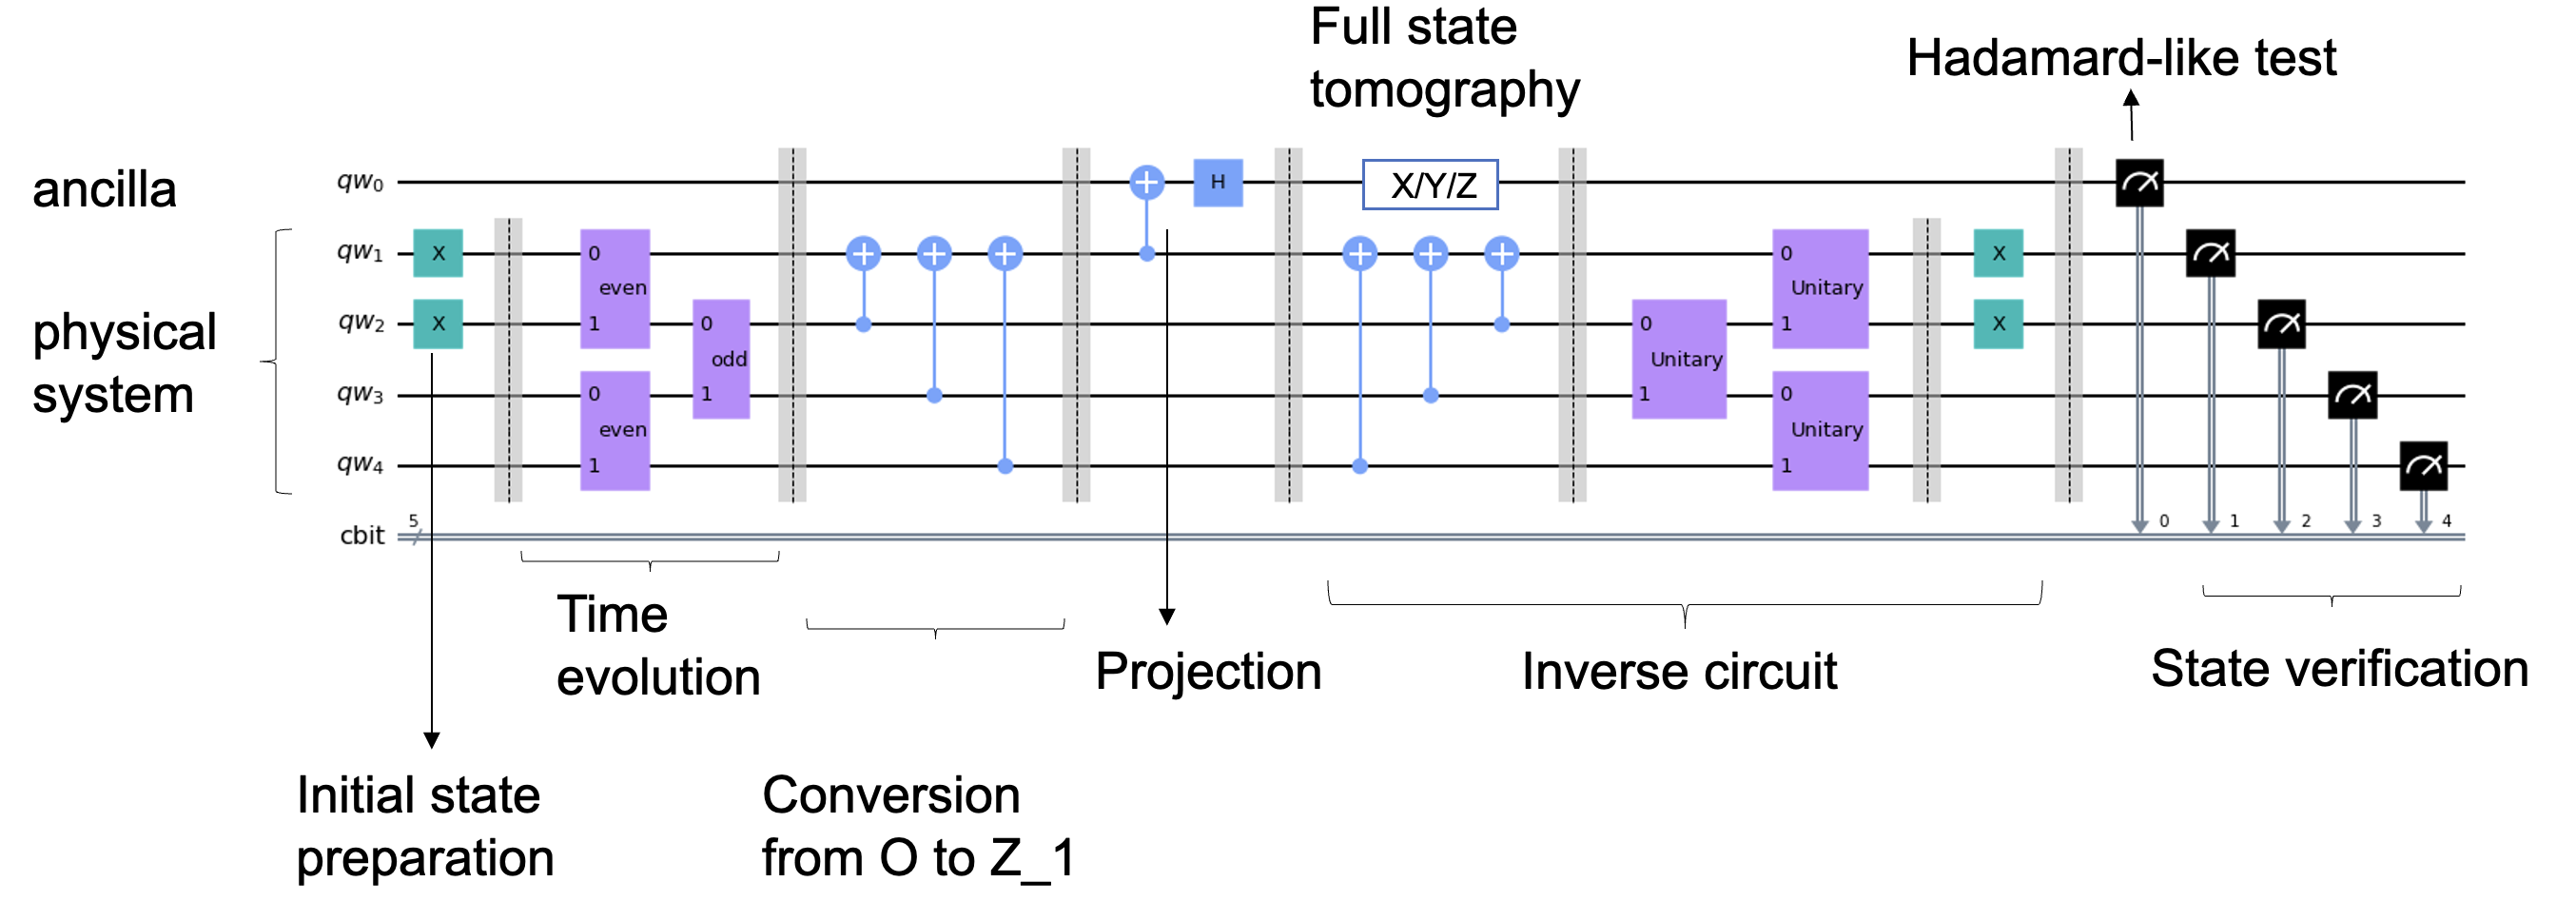 Full state
tomography
Hadamard-like test
ancilla
qw0
H
X/Y/Z
physical
system
qw1
X
0
even
1
0
Unitary
1
X
qw2
X
0
odd
1
0
Unitary
1
X
qw3
0
even
1
0
Unitary
1
qw4
cbit
5
0
1
2
3
4
Time
evolution
Projection
Inverse circuit
State verification
Initial state
preparation
Conversion
from O to Z_1